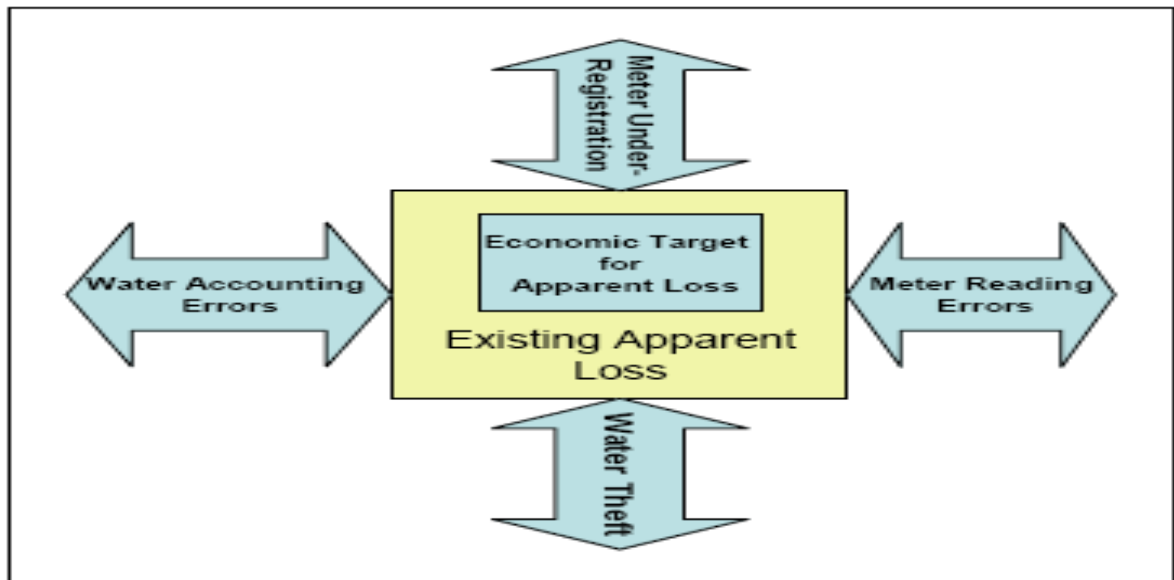 Meter Under-
Registration
Economic Target
for
Apparent Loss
Water Accounting
Errors
Meter Reading
Errors
Existing Apparent
Loss
Water Theft